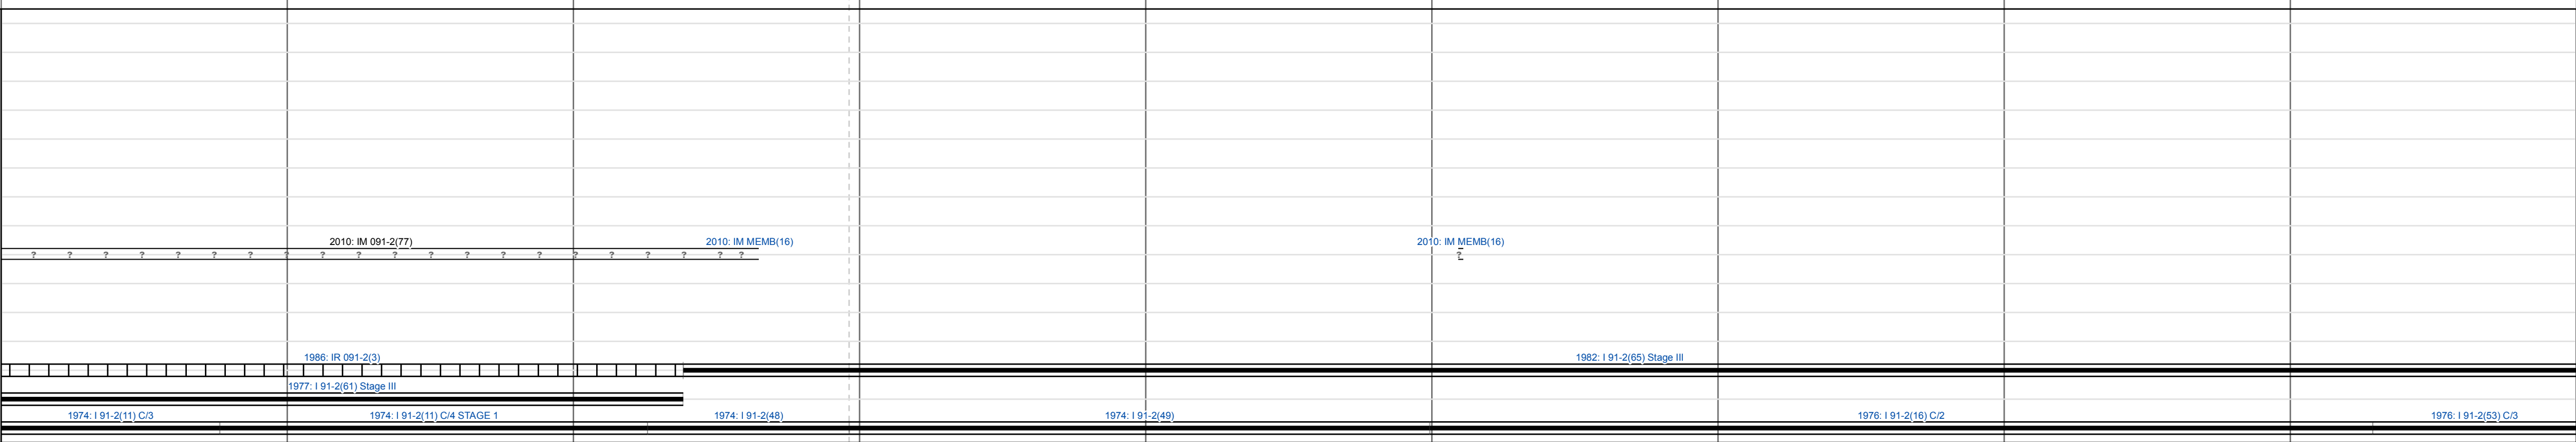 2010: IM 091-2(77) 2010: IM MEMB(16) 2010: IM MEMB(16)
? ? ? ? ? ? ? ? ? ? ? ? ? ? ? ? ? ? ? ? ? ?
1986: IR 091-2(3) 1982: I 91-2(65) Stage III
1977: I 91-2(61) Stage III
1974: I 91-2(11) C/3 1974: I 91-2(11) C/4 STAGE 1 1974: I 91-2(48) 1974: I 91-2(49) 1976: I 91-2(16) C/2 1976: I 91-2(53) C/3